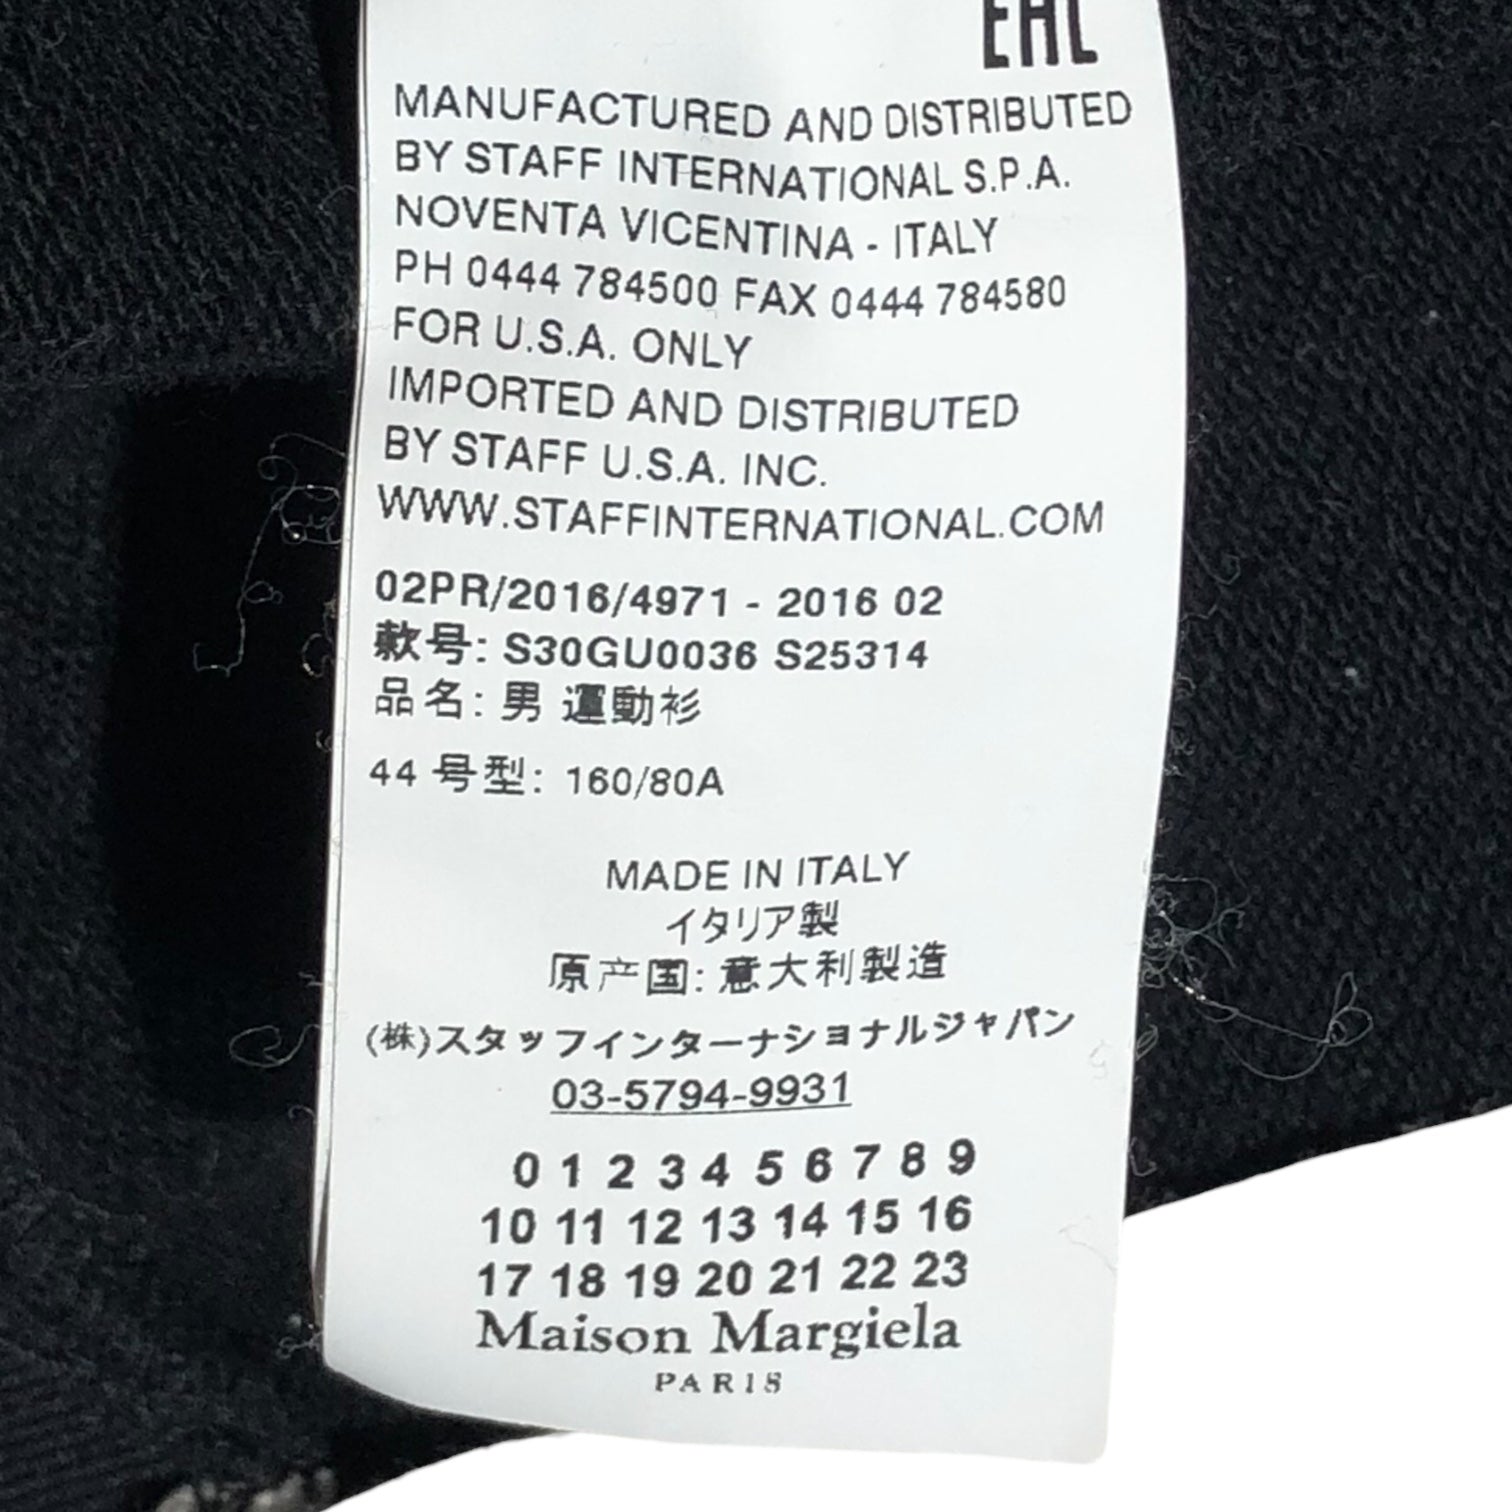 EAC
MANUFACTURED AND DISTRIBUTED
BY STAFF INTERNATIONAL S.P.A.
NOVENTA VICENTINA - ITALY
PH 0444 784500 FAX 0444 784580
FOR U.S.A. ONLY
IMPORTED AND DISTRIBUTED
BY STAFF U.S.A. INC.
WWW.STAFFINTERNATIONAL.COM
02PR/2016/4971 - 2016 02
款号: S30GU0036 S25314
品名: 男 運動衫
44 号型: 160/80A
MADE IN ITALY
イタリア製
原产国: 意大利製造
(株)スタッフインターナショナルジャパン
03-5794-9931
0 1 2 3 4 5 6 7 8 9
10 11 12 13 14 15 16
17 18 19 20 21 22 23
Maison Margiela
PARIS